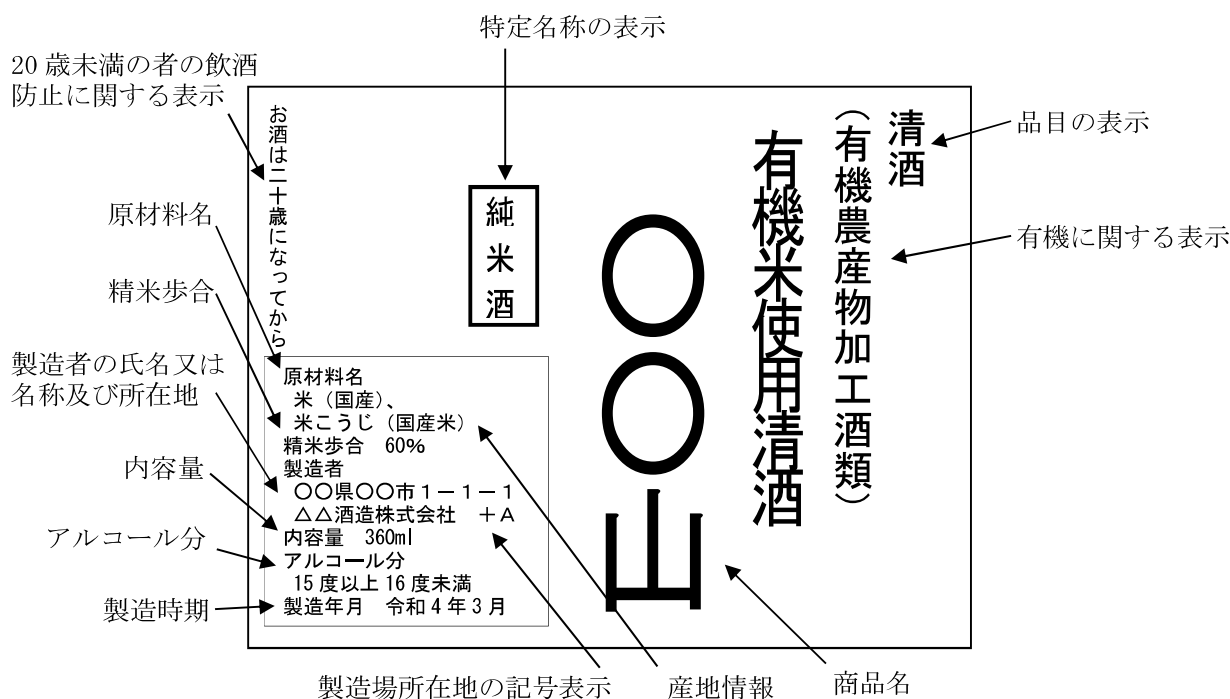 特定名称の表示
20 歳未満の者の飲酒
防止に関する表示
清酒
(有機農産物加工酒類)
有機米使用清酒
〇〇山
純米酒
お酒は二十歳になってから
品目の表示
有機に関する表示
原材料名
精米歩合
製造者の氏名又は
名称及び所在地
内容量
アルコール分
製造時期
原材料名
米（国産）、
米こうじ（国産米）
精米歩合　60%
製造者
〇〇県〇〇市１－１－１
△△酒造株式会社　＋A
内容量　360ml
アルコール分
15 度以上 16 度未満
製造年月　令和４年３月
製造場所在地の記号表示
産地情報
商品名